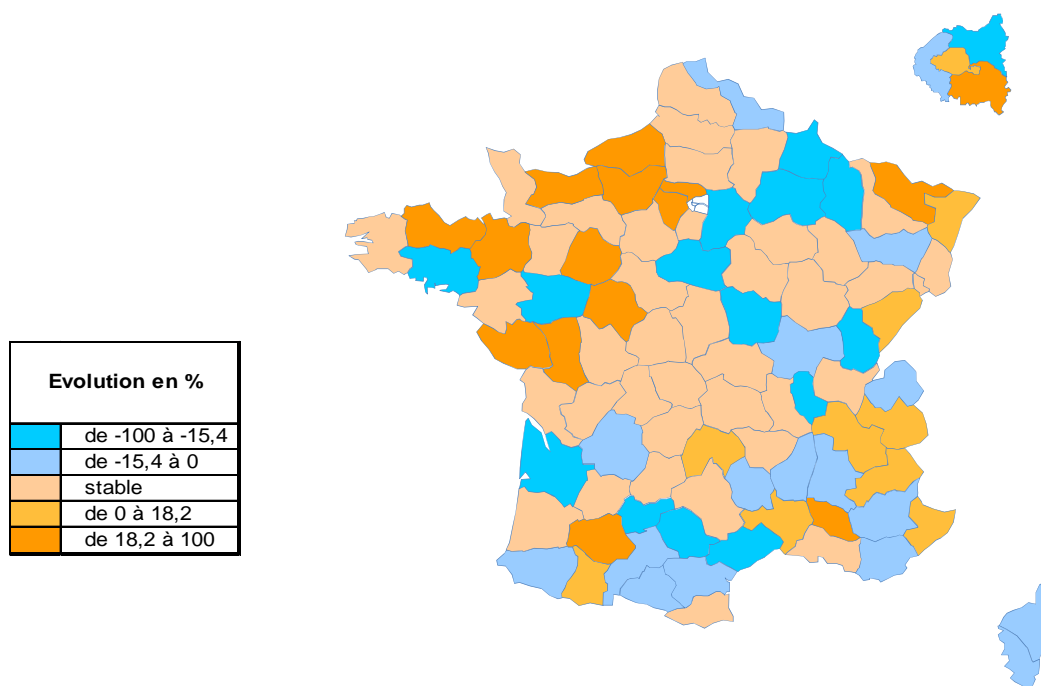 Evolution en %
de -100 à -15,4
de -15,4 à 0
stable
de 0 à 18,2
de 18,2 à 100